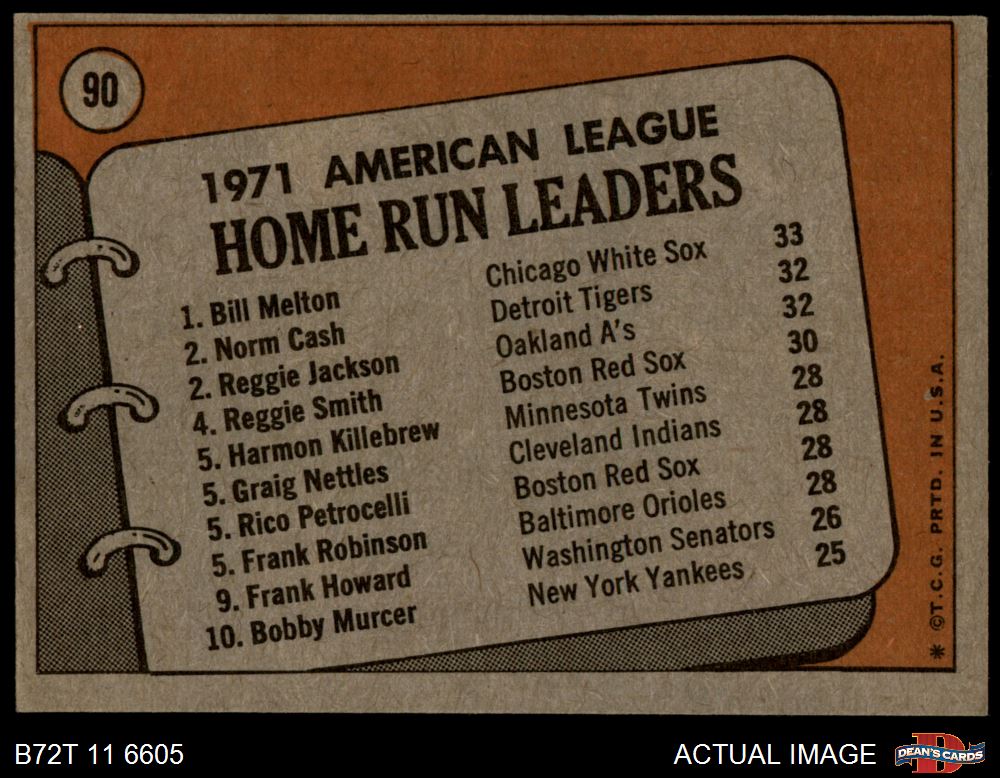 90
1971 AMERICAN LEAGUE
HOME RUN LEADERS
1. Bill Melton Chicago White Sox 33
2. Norm Cash Detroit Tigers 32
2. Reggie Jackson Oakland A's 32
4. Reggie Smith Boston Red Sox 30
5. Harmon Killebrew Minnesota Twins 28
5. Graig Nettles Cleveland Indians 28
5. Rico Petrocelli Boston Red Sox 28
5. Frank Robinson Baltimore Orioles 28
9. Frank Howard Washington Senators 26
10. Bobby Murcer New York Yankees 25
* ©T.C.G. PRTD. IN U.S.A.
B72T 11 6605 ACTUAL IMAGE DEAN'S CARDS